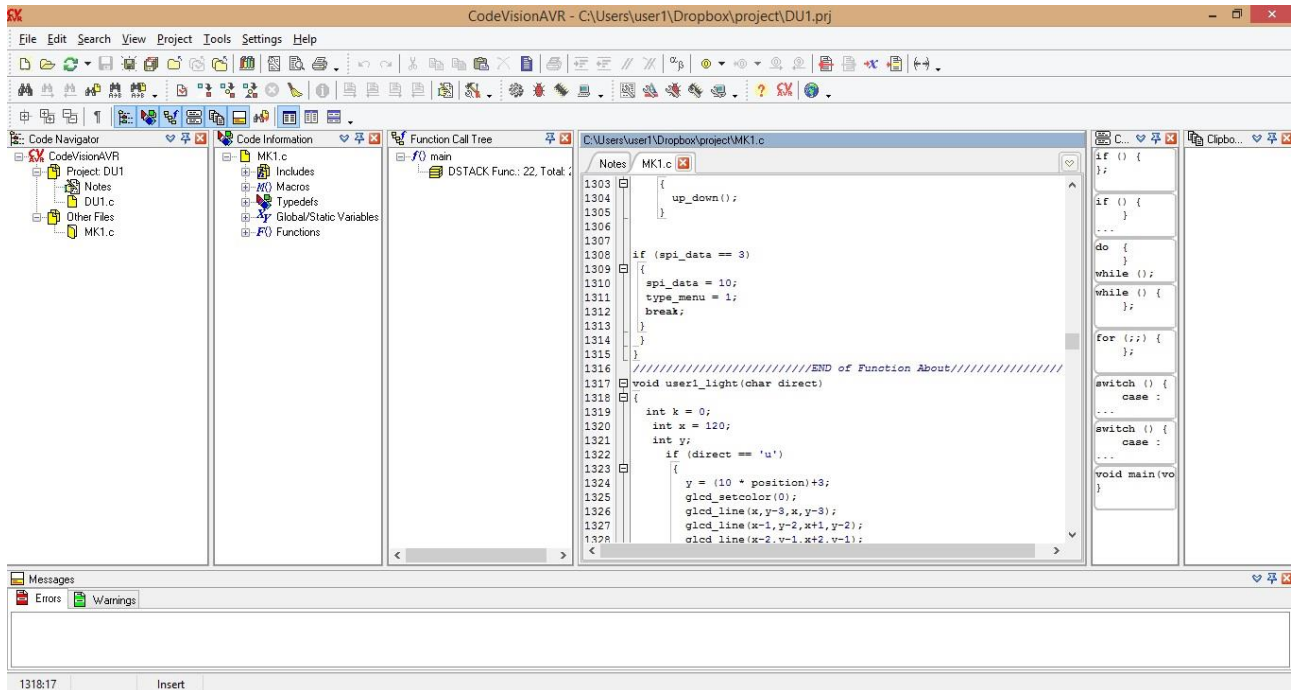 CodeVisionAVR - C:\Users\user1\Dropbox\project\DU1.prj
File Edit Search View Project Tools Settings Help
Code Navigator
CodeVisionAVR
Project: DU1
Notes
DU1.c
Other Files
MK1.c
Code Information
MK1.c
Includes
M() Macros
Typedefs
Global/Static Variables
F() Functions
Function Call Tree
f() main
DSTACK Func.: 22, Total: 2
C:\Users\user1\Dropbox\project\MK1.c
Notes MK1.c
1303 {
1304 up_down();
1305 }
1306
1307
1308 if (spi_data == 3)
1309 {
1310 spi_data = 10;
1311 type_menu = 1;
1312 break;
1313 }
1314 }
1315 }
1316 ///////////////////////////END of Function About/////////////////
1317 void user1_light(char direct)
1318 {
1319 int k = 0;
1320 int x = 120;
1321 int y;
1322 if (direct == 'u')
1323 {
1324 y = (10 * position)+3;
1325 glcd_setcolor(0);
1326 glcd_line(x,y-3,x,y-3);
1327 glcd_line(x-1,y-2,x+1,y-2);
1328 glcd_line(x-2,y-1,x+2,y-1);
C...
if () {
};
if () {
}
...
do {
}
while ();
while () {
};
for (;;) {
};
switch () {
case :
...
switch () {
case :
...
void main(vo
}
Clipbo...
Messages
Errors Warnings
1318:17 Insert